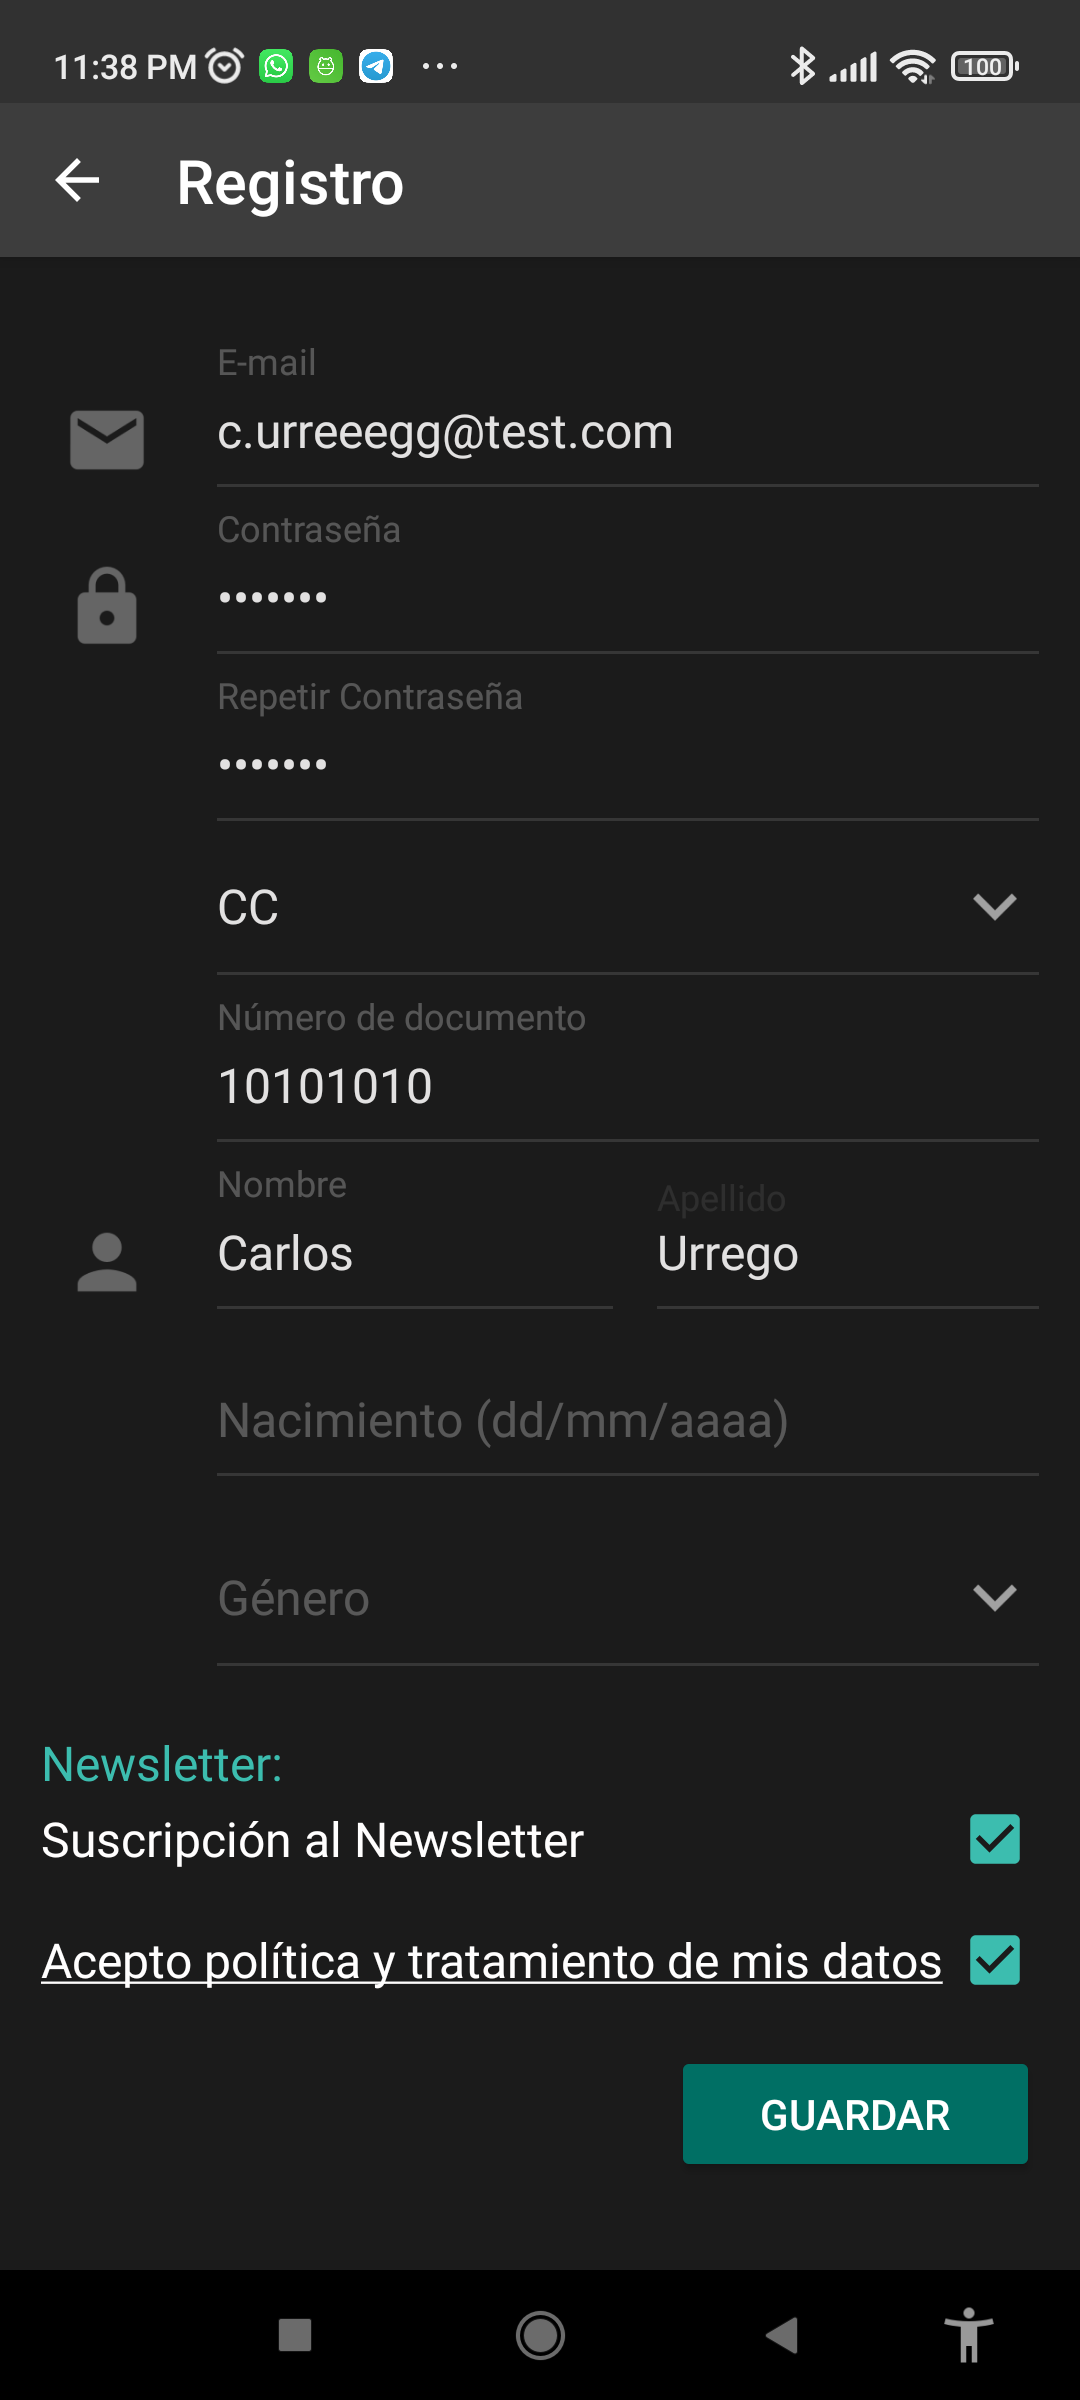 11:38 PM
100
Registro
E-mail
c.urreeegg@test.com
Contraseña
•••••••
Repetir Contraseña
•••••••
CC
Número de documento
10101010
Nombre
Apellido
Carlos
Urrego
Nacimiento (dd/mm/aaaa)
Género
Newsletter:
Suscripción al Newsletter
Acepto política y tratamiento de mis datos
GUARDAR